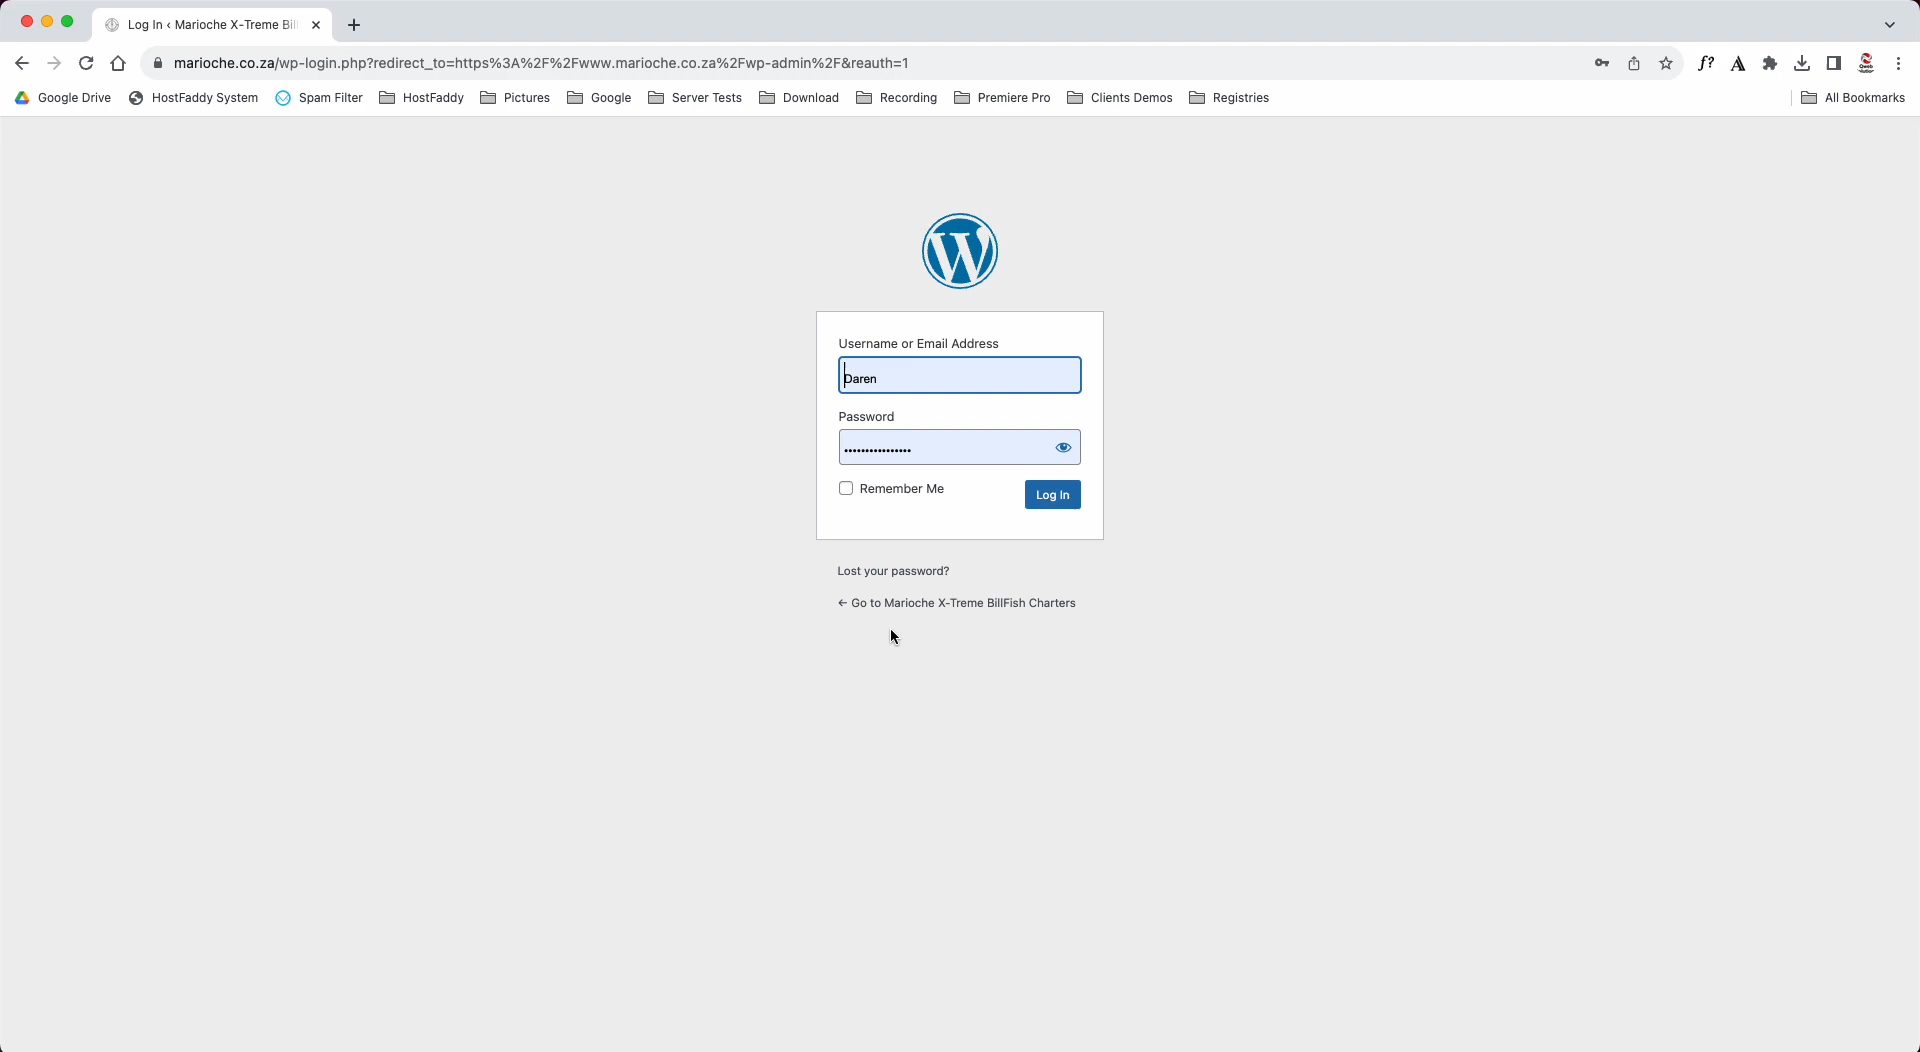 Log In ‹ Marioche X-Treme Bil
marioche.co.za/wp-login.php?redirect_to=https%3A%2F%2Fwww.marioche.co.za%2Fwp-admin%2F&reauth=1
f?
A
Google Drive
HostFaddy System
Spam Filter
HostFaddy
Pictures
Google
Server Tests
Download
Recording
Premiere Pro
Clients Demos
Registries
All Bookmarks
Username or Email Address
Daren
Password
••••••••••••••••
Remember Me
Log In
Lost your password?
← Go to Marioche X-Treme BillFish Charters